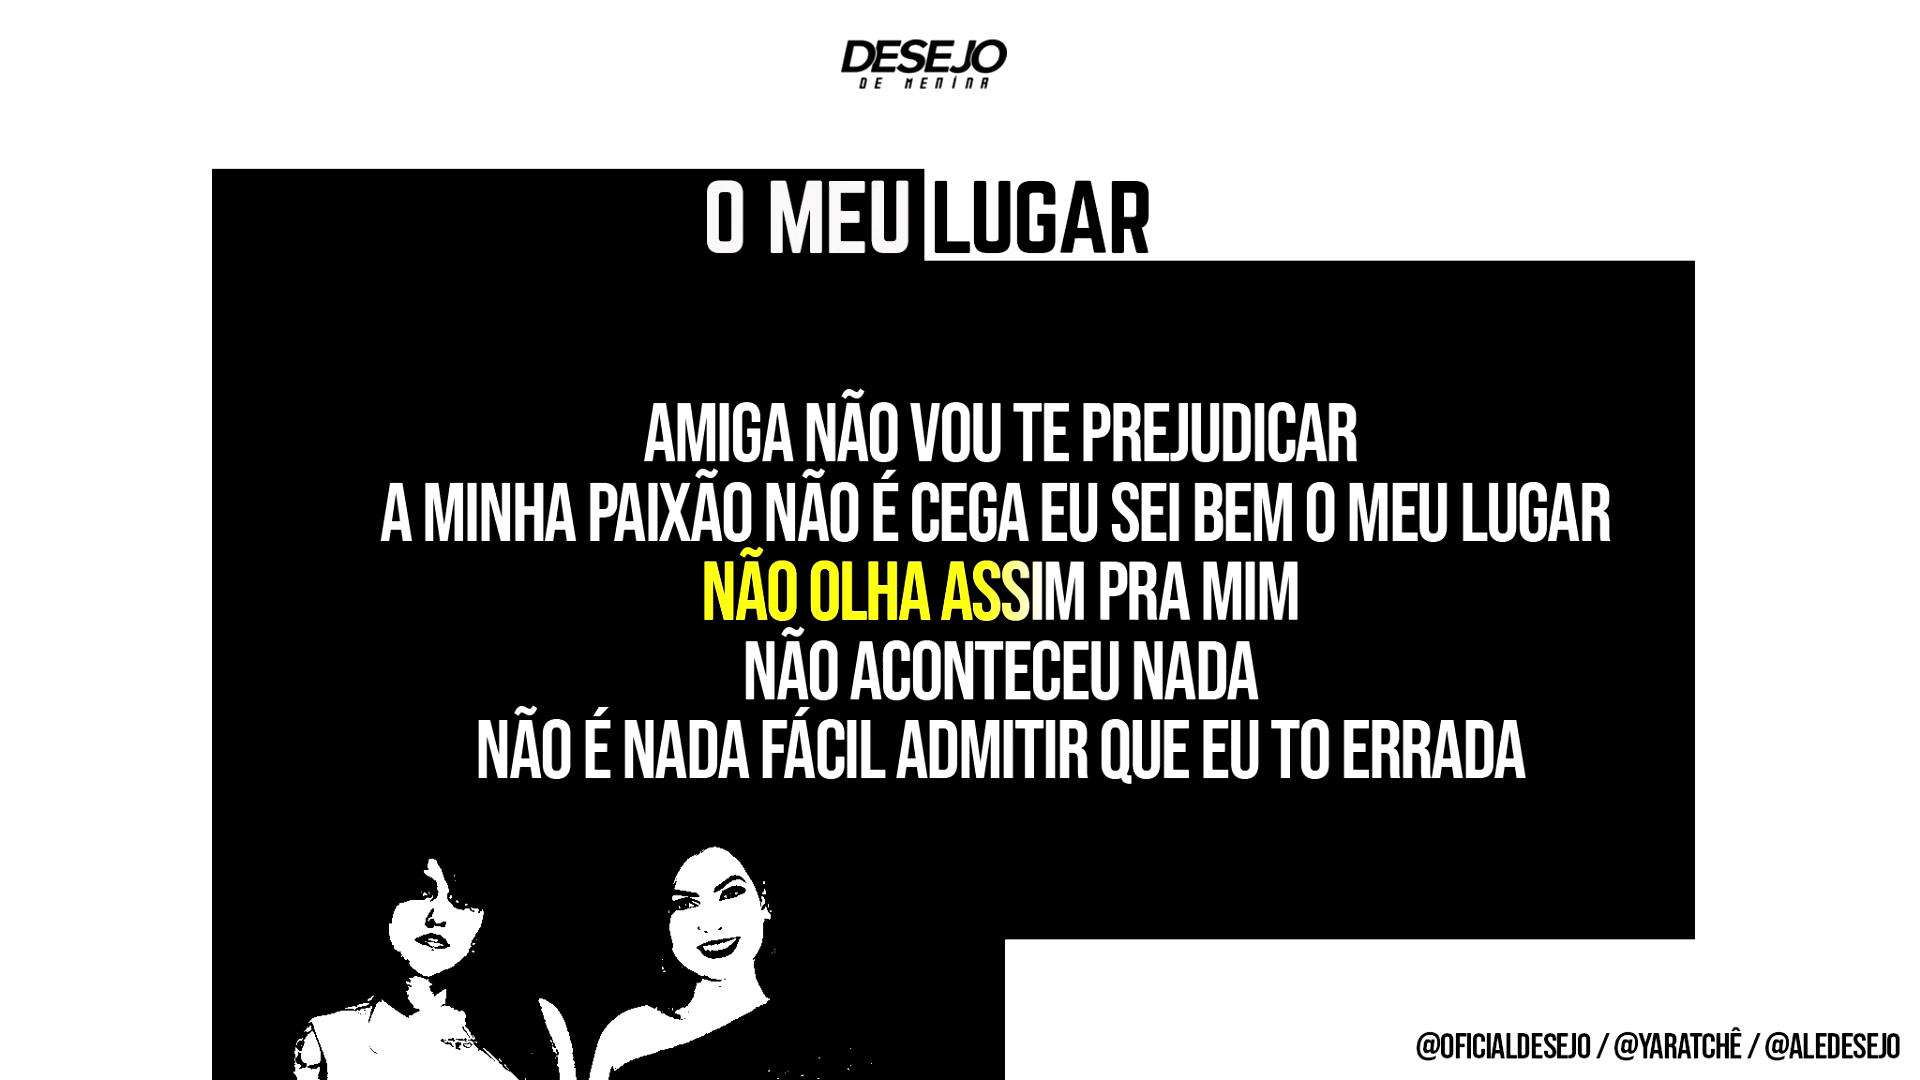 DESEJO
DE MENINA
O MEU LUGAR
AMIGA NÃO VOU TE PREJUDICAR
A MINHA PAIXÃO NÃO É CEGA EU SEI BEM O MEU LUGAR
NÃO OLHA ASSIM PRA MIM
NÃO ACONTECEU NADA
NÃO É NADA FÁCIL ADMITIR QUE EU TO ERRADA
@OFICIALDESEJO / @YARATCHÊ / @ALEDESEJO